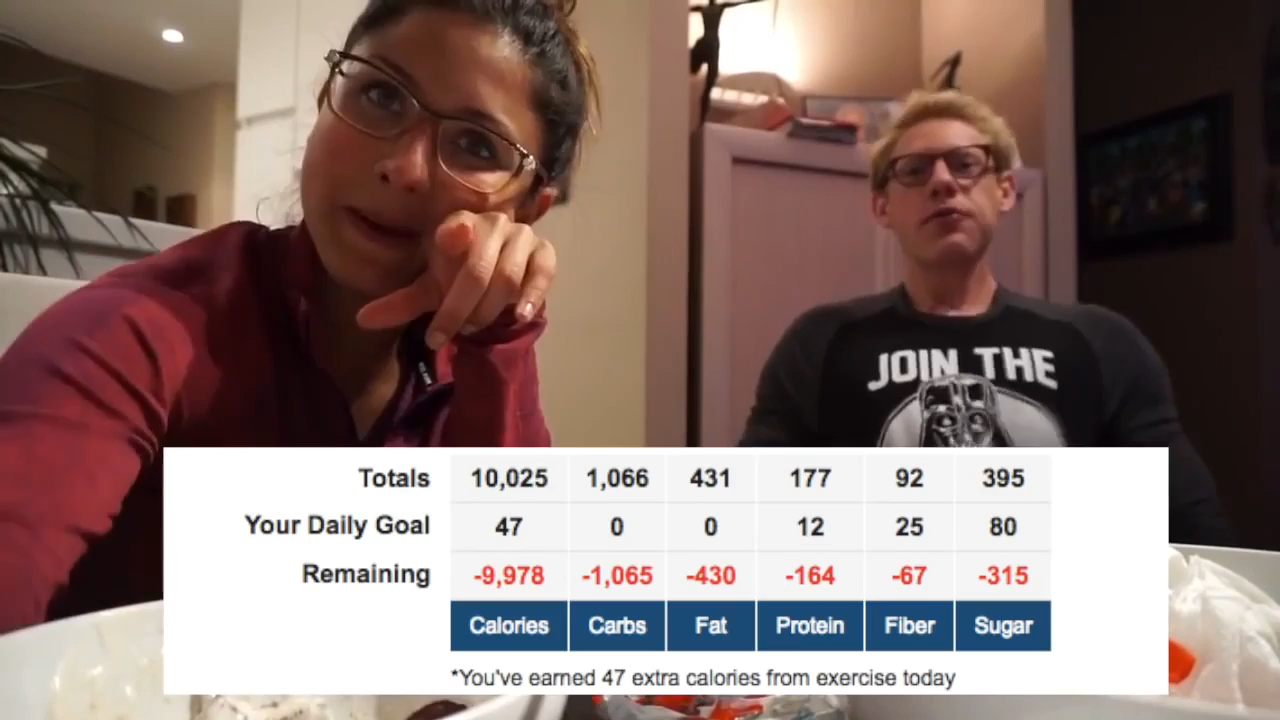 JOIN THE
Totals 10,025 1,066 431 177 92 395
Your Daily Goal 47 0 0 12 25 80
Remaining -9,978 -1,065 -430 -164 -67 -315
Calories Carbs Fat Protein Fiber Sugar
*You've earned 47 extra calories from exercise today